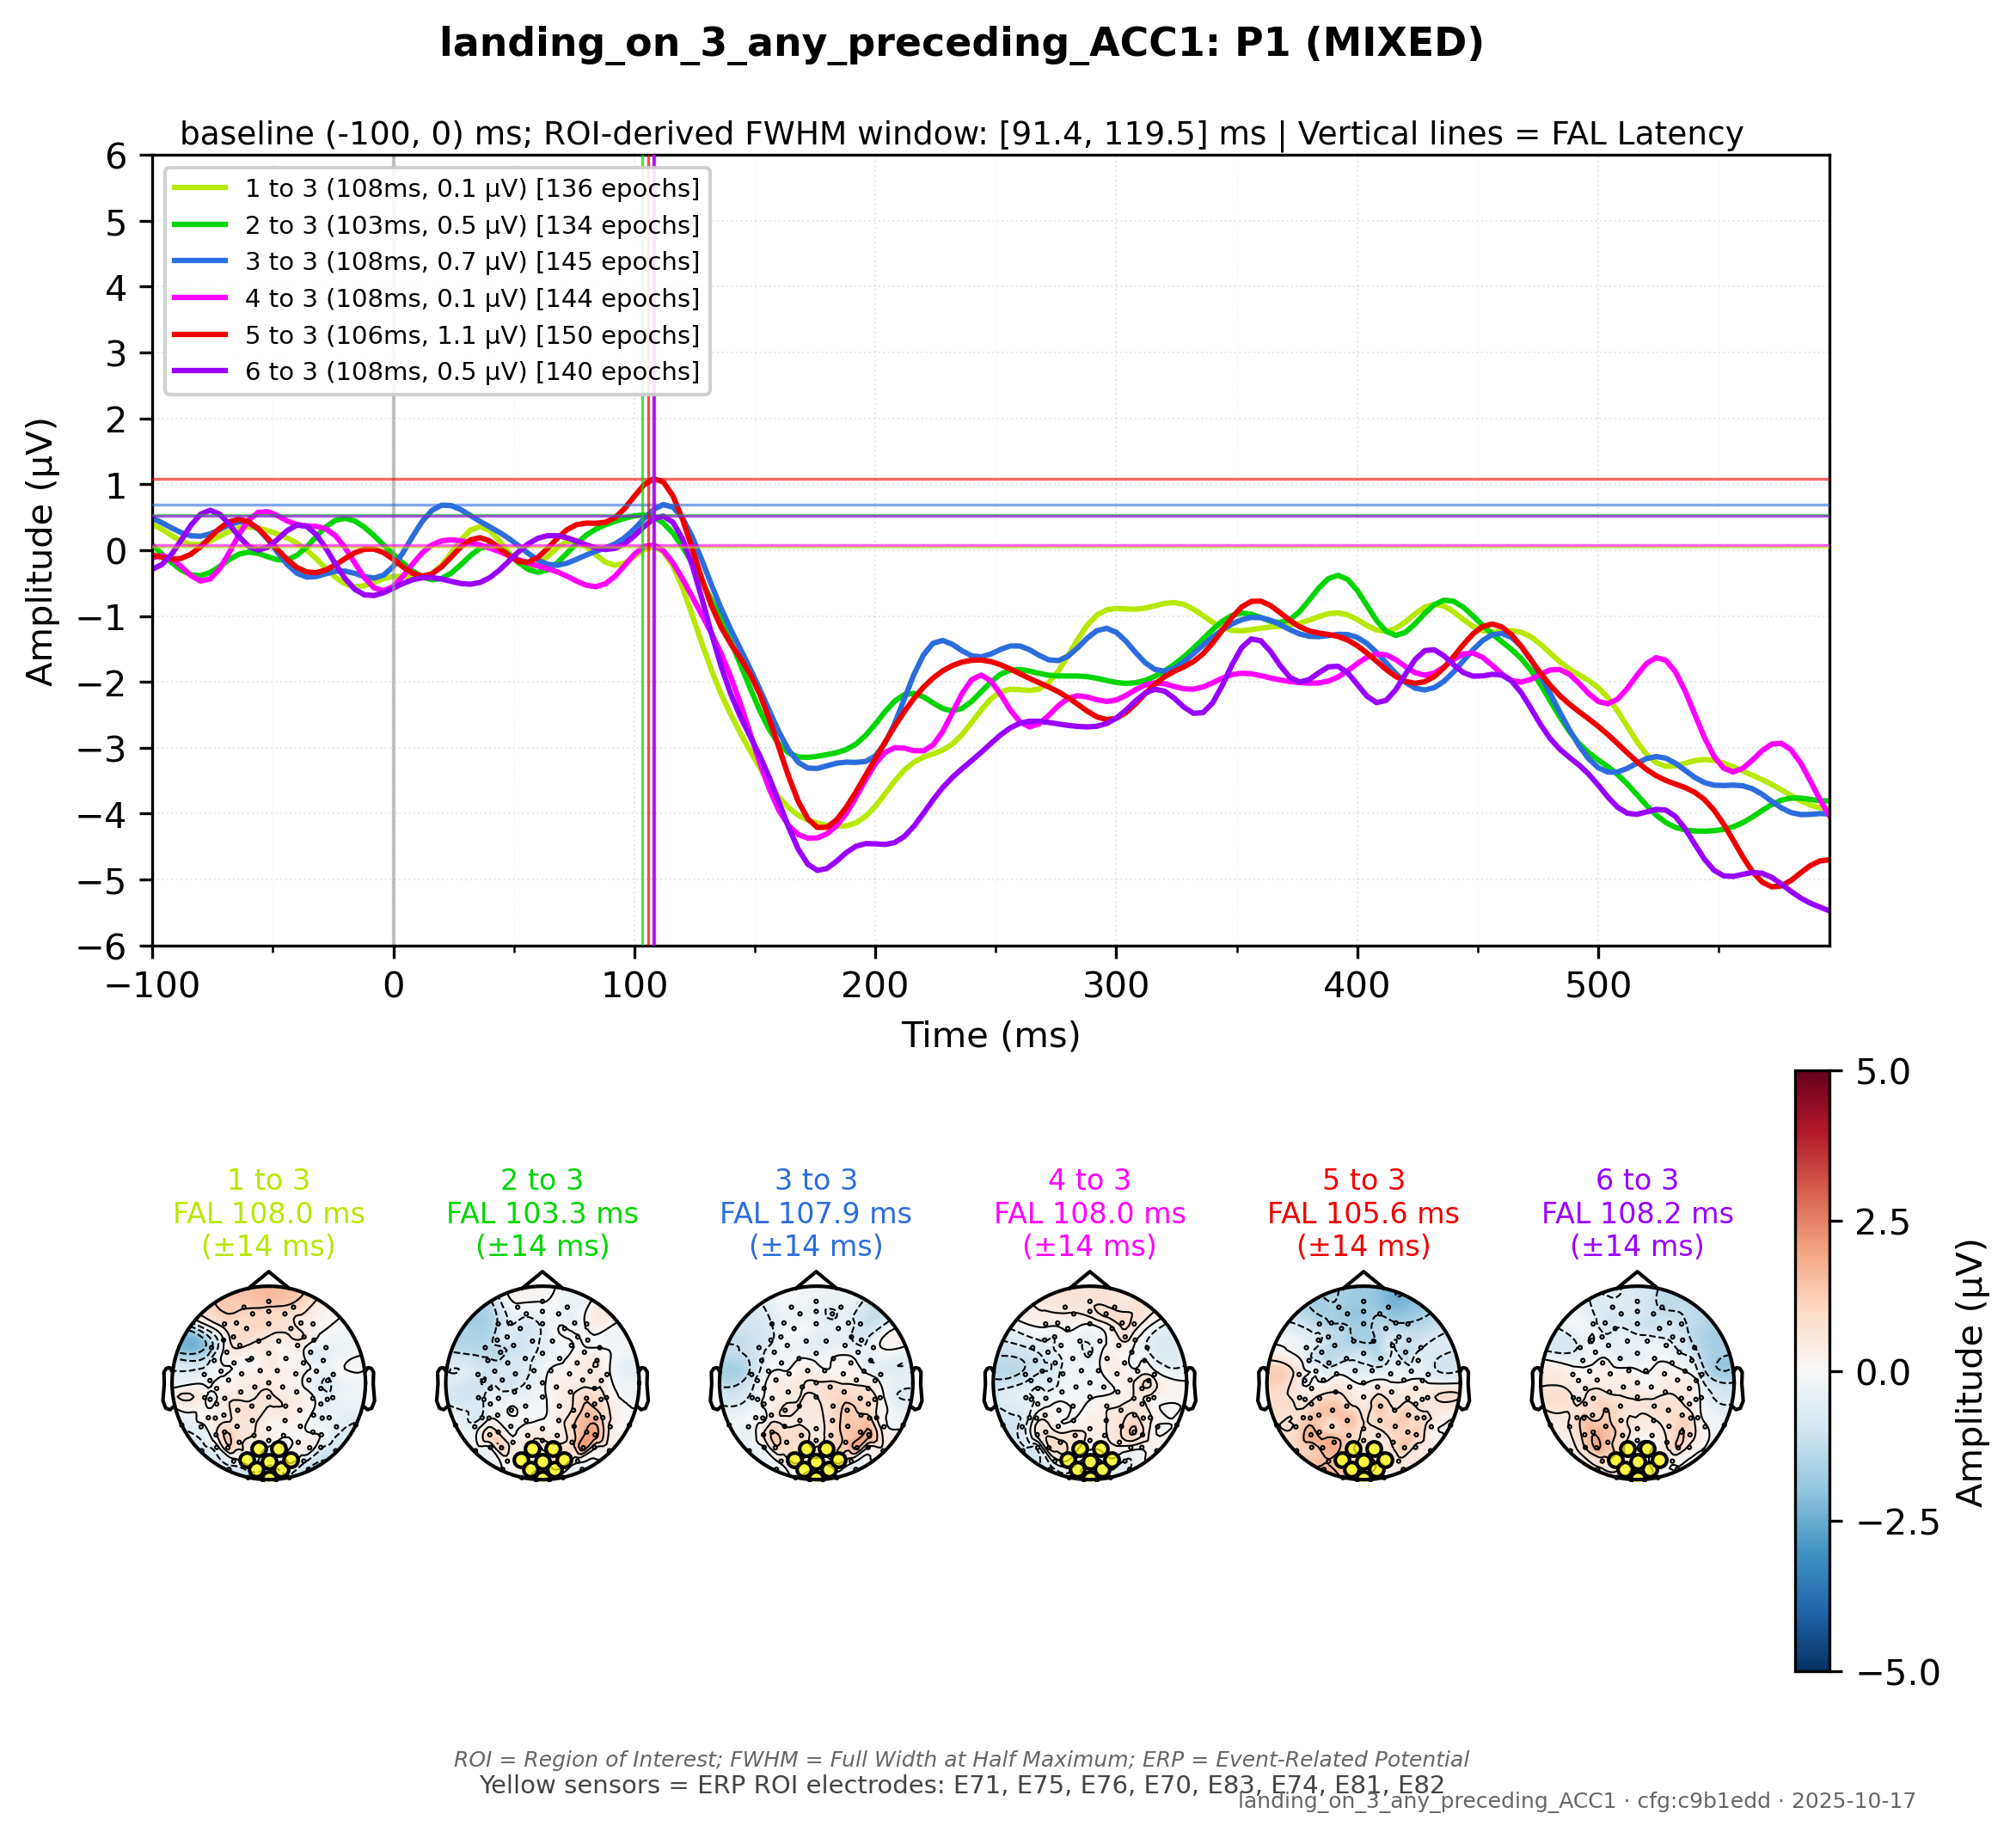 landing_on_3_any_preceding_ACC1: P1 (MIXED)
baseline (-100, 0) ms; ROI-derived FWHM window: [91.4, 119.5] ms | Vertical lines = FAL Latency
6
5
4
3
2
1
0
−1
−2
−3
−4
−5
−6
Amplitude (µV)
1 to 3 (108ms, 0.1 µV) [136 epochs]
2 to 3 (103ms, 0.5 µV) [134 epochs]
3 to 3 (108ms, 0.7 µV) [145 epochs]
4 to 3 (108ms, 0.1 µV) [144 epochs]
5 to 3 (106ms, 1.1 µV) [150 epochs]
6 to 3 (108ms, 0.5 µV) [140 epochs]
−100 0 100 200 300 400 500
Time (ms)
1 to 3
FAL 108.0 ms
(±14 ms)
2 to 3
FAL 103.3 ms
(±14 ms)
3 to 3
FAL 107.9 ms
(±14 ms)
4 to 3
FAL 108.0 ms
(±14 ms)
5 to 3
FAL 105.6 ms
(±14 ms)
6 to 3
FAL 108.2 ms
(±14 ms)
5.0
2.5
0.0
−2.5
−5.0
Amplitude (µV)
ROI = Region of Interest; FWHM = Full Width at Half Maximum; ERP = Event-Related Potential
Yellow sensors = ERP ROI electrodes: E71, E75, E76, E70, E83, E74, E81, E82
landing_on_3_any_preceding_ACC1 · cfg:c9b1edd · 2025-10-17